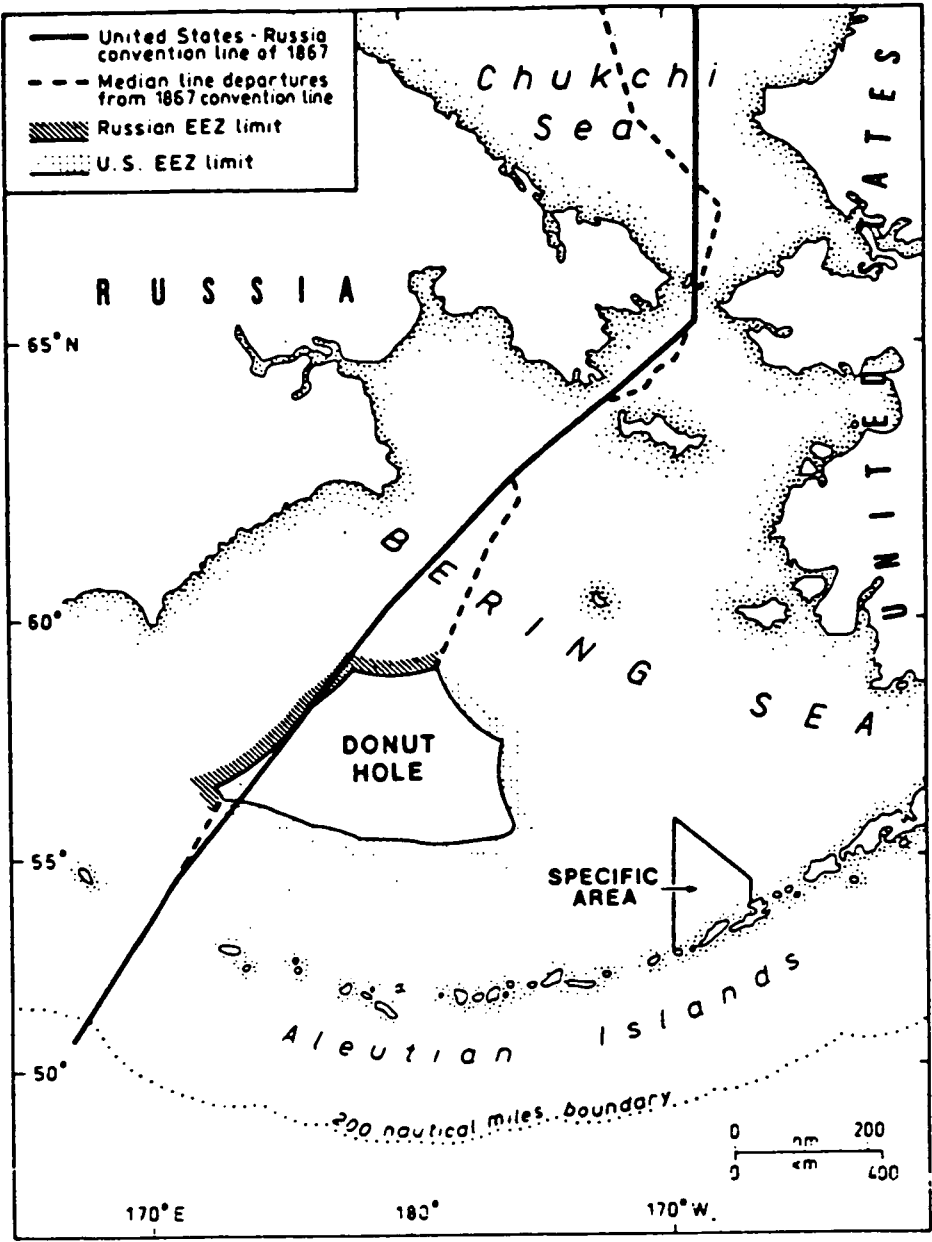 United States - Russia
convention line of 1867
Median line departures
from 1867 convention line
Russian EEZ limit
U.S. EEZ limit
Chukchi
Sea
UNITED STATES
RUSSIA
65° N
BERING SEA
60°
DONUT
HOLE
55°
SPECIFIC
AREA
Aleutian Islands
50°
200 nautical miles boundary
0 nm 200
0 km 400
170° E
180°
170° W.